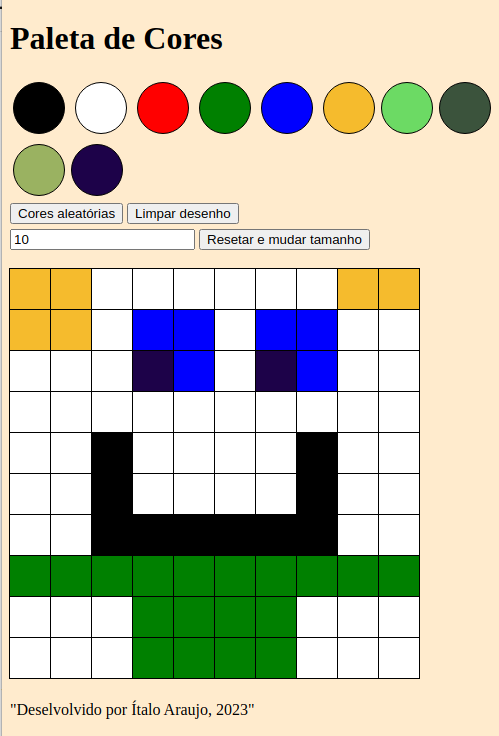 Paleta de Cores
Cores aleatórias Limpar desenho
10 Resetar e mudar tamanho
"Deselvolvido por Ítalo Araujo, 2023"